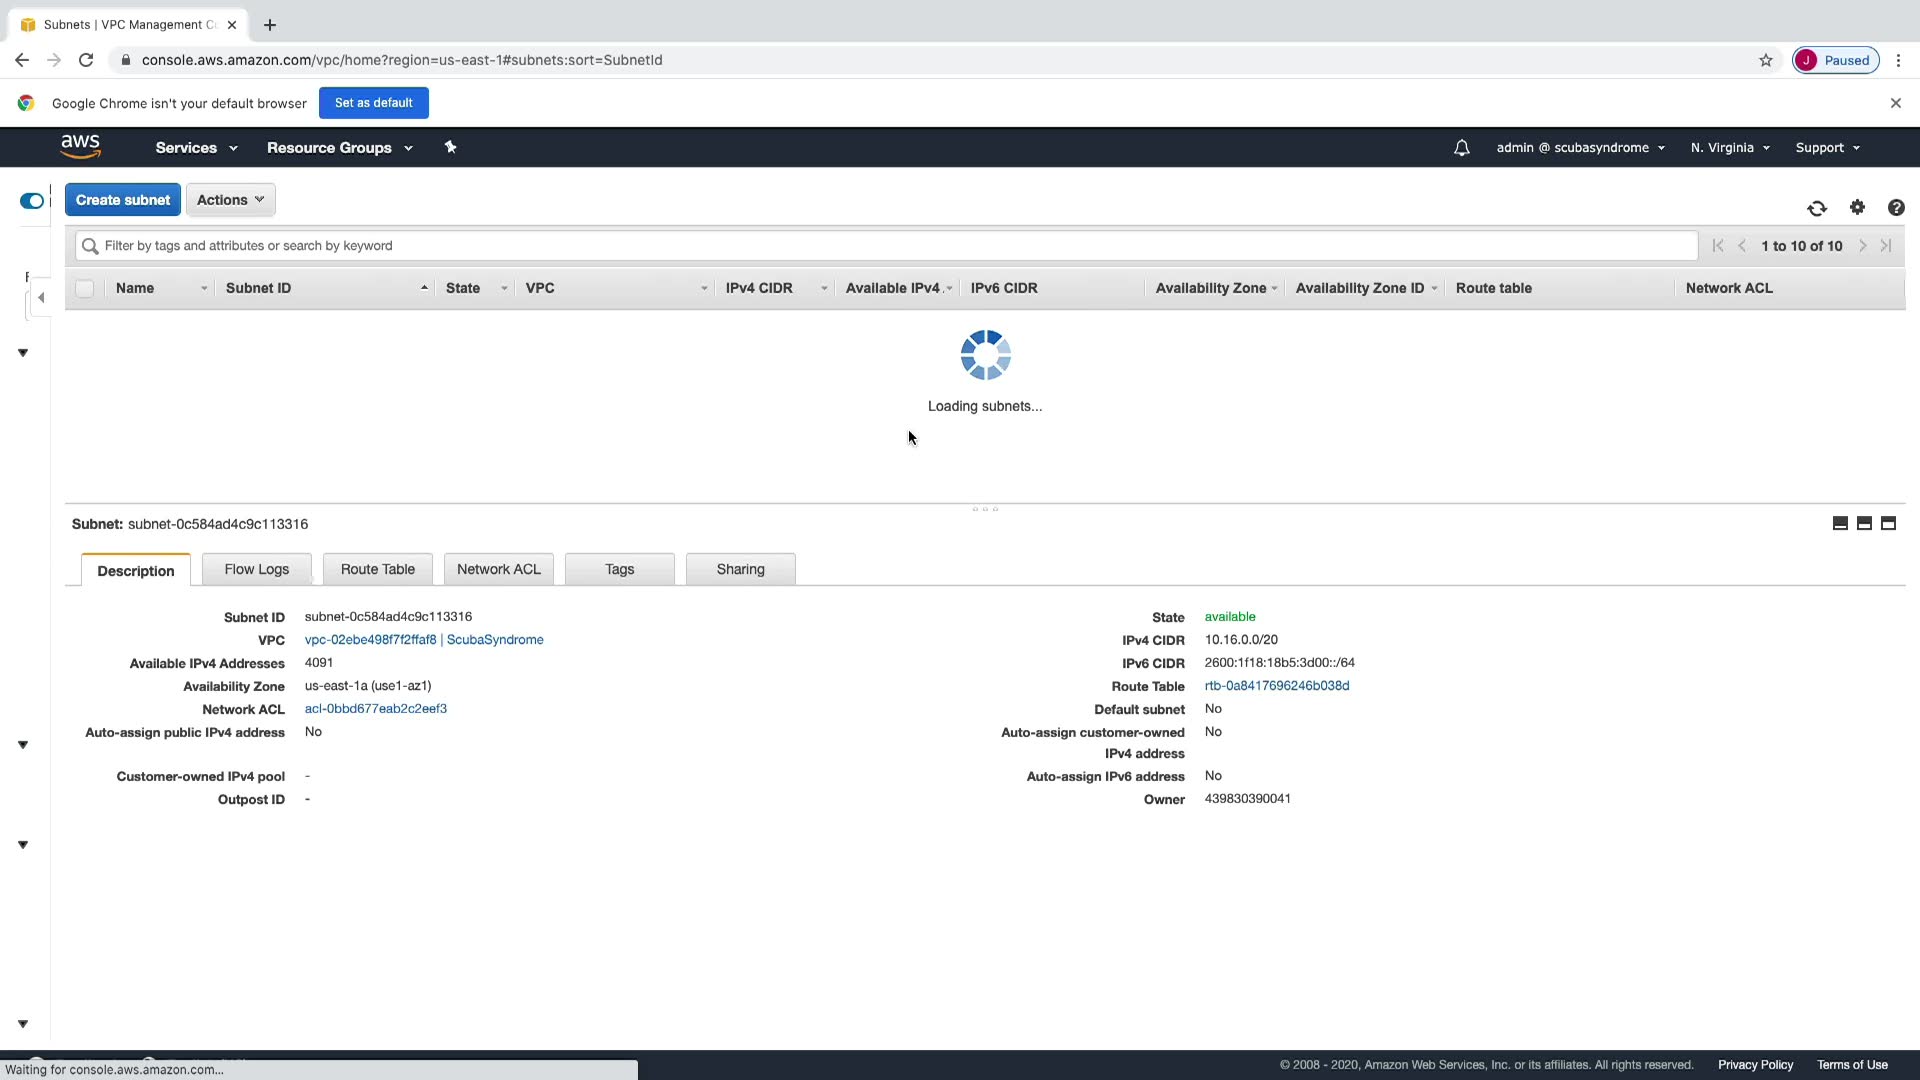 Subnets | VPC Management C
console.aws.amazon.com/vpc/home?region=us-east-1#subnets:sort=SubnetId
J Paused
Google Chrome isn't your default browser Set as default
aws Services Resource Groups admin @ scubasyndrome N. Virginia Support
Create subnet Actions
Filter by tags and attributes or search by keyword 1 to 10 of 10
Name Subnet ID State VPC IPv4 CIDR Available IPv4 IPv6 CIDR Availability Zone Availability Zone ID Route table Network ACL
Loading subnets...
Subnet: subnet-0c584ad4c9c113316
Description Flow Logs Route Table Network ACL Tags Sharing
Subnet ID subnet-0c584ad4c9c113316 State available
VPC vpc-02ebe498f7f2ffaf8 | ScubaSyndrome IPv4 CIDR 10.16.0.0/20
Available IPv4 Addresses 4091 IPv6 CIDR 2600:1f18:18b5:3d00::/64
Availability Zone us-east-1a (use1-az1) Route Table rtb-0a8417696246b038d
Network ACL acl-0bbd677eab2c2eef3 Default subnet No
Auto-assign public IPv4 address No Auto-assign customer-owned No
IPv4 address
Customer-owned IPv4 pool - Auto-assign IPv6 address No
Outpost ID - Owner 439830390041
Waiting for console.aws.amazon.com...
© 2008 - 2020, Amazon Web Services, Inc. or its affiliates. All rights reserved. Privacy Policy Terms of Use